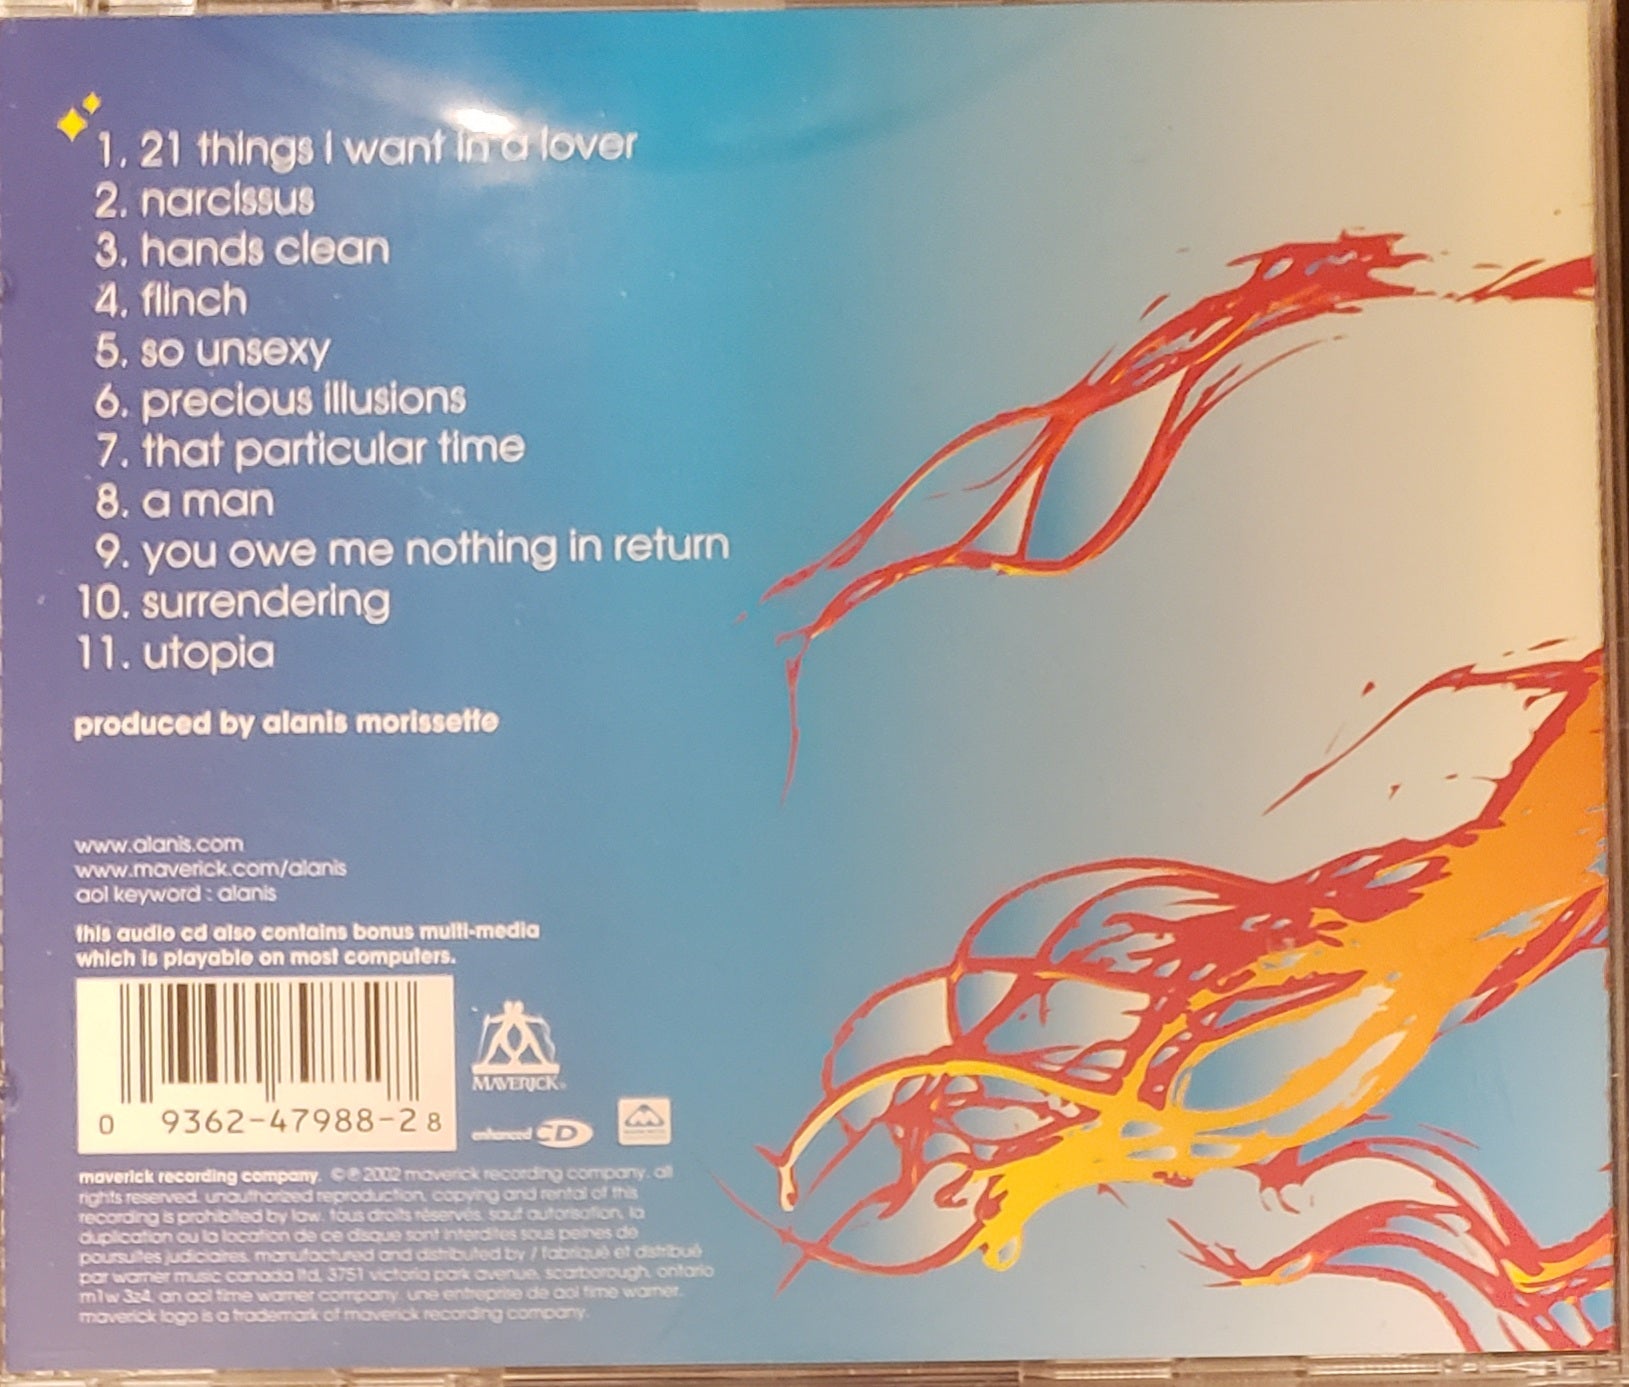 1. 21 things i want in a lover
2. narcissus
3. hands clean
4. flinch
5. so unsexy
6. precious illusions
7. that particular time
8. a man
9. you owe me nothing in return
10. surrendering
11. utopia
produced by alanis morissette
www.alanis.com
www.maverick.com/alanis
aol keyword : alanis
this audio cd also contains bonus multi-media
which is playable on most computers.
0 9362-47988-2 8
MAVERICK®
enhanced CD
maverick recording company. ©℗ 2002 maverick recording company. all
rights reserved. unauthorized reproduction, copying and rental of this
recording is prohibited by law. tous droits réservés. sauf autorisation, la
duplication ou la location de ce disque sont interdites sous peines de
poursuites judiciaires. manufactured and distributed by / fabriqué et distribué
par warner music canada ltd. 3751 victoria park avenue, scarborough, ontario
m1w 3z4. an aol time warner company. une entreprise de aol time warner.
maverick logo is a trademark of maverick recording company.